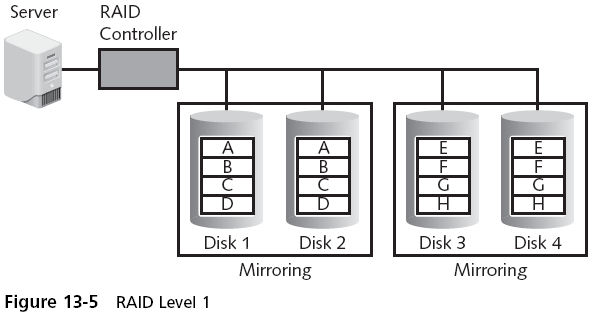 Server
RAID
Controller
A
B
C
D
A
B
C
D
E
F
G
H
E
F
G
H
Disk 1
Disk 2
Disk 3
Disk 4
Mirroring
Mirroring
Figure 13-5 RAID Level 1